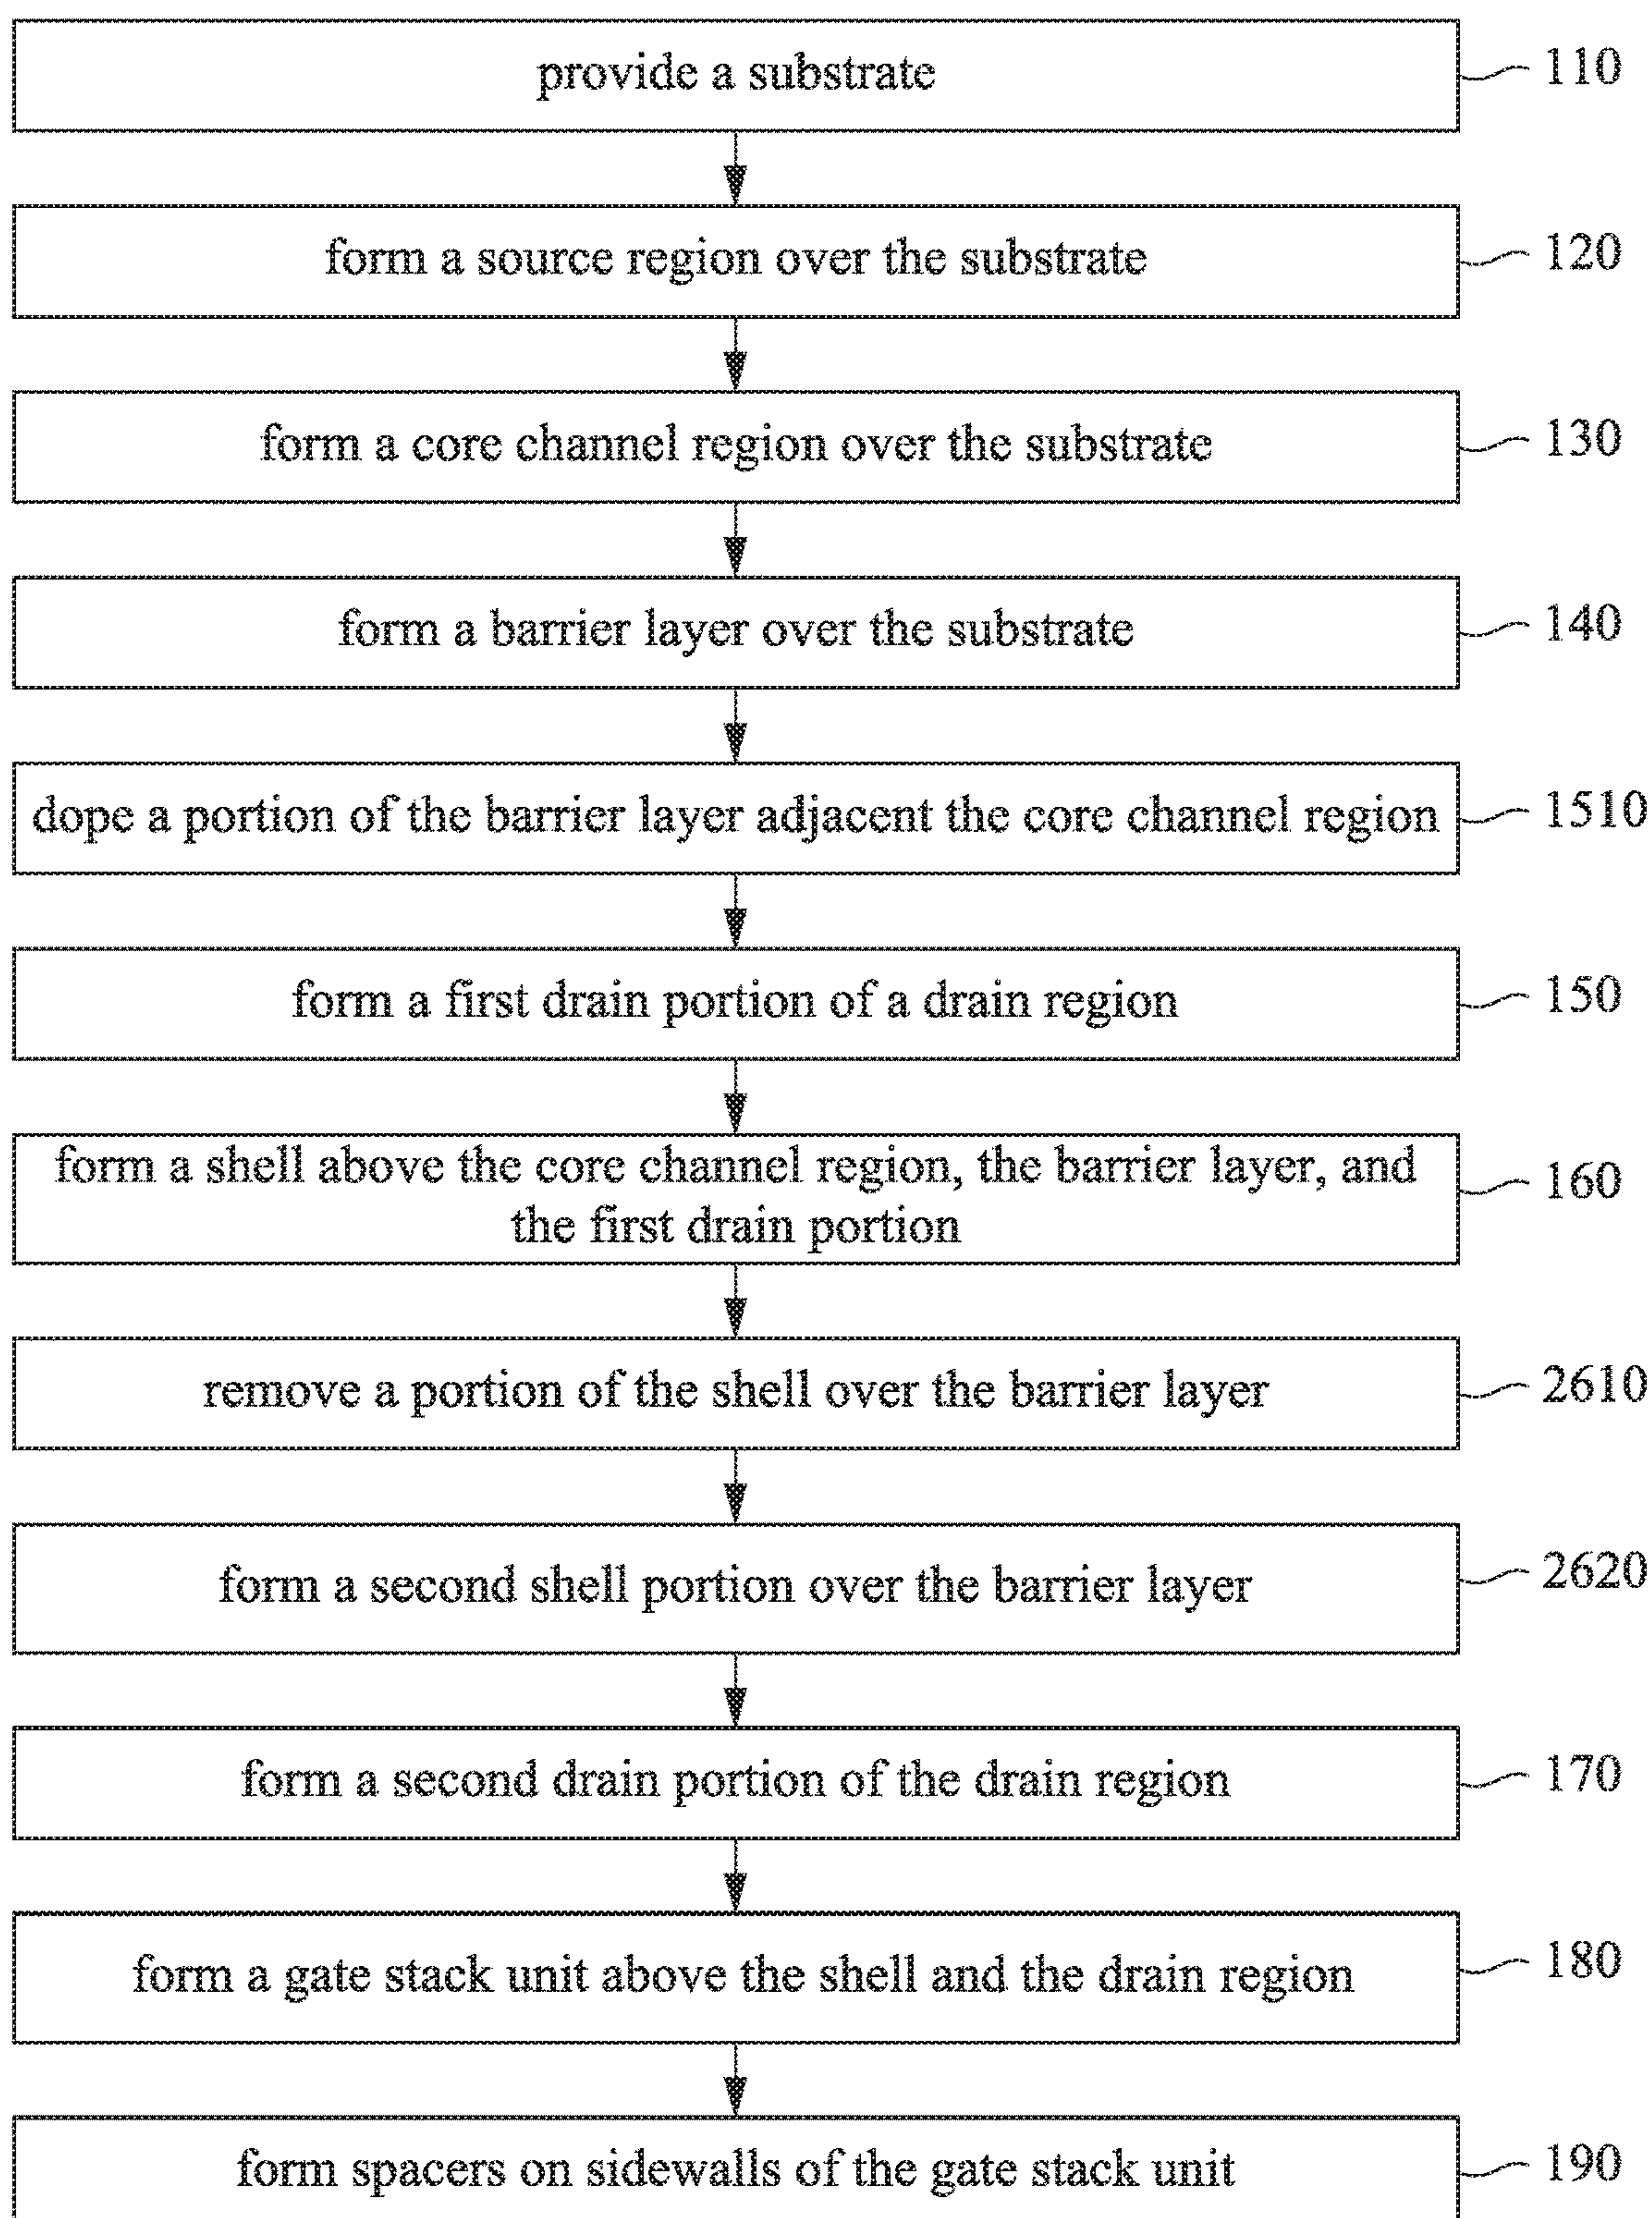 provide a substrate 110
form a source region over the substrate 120
form a core channel region over the substrate 130
form a barrier layer over the substrate 140
dope a portion of the barrier layer adjacent the core channel region 1510
form a first drain portion of a drain region 150
form a shell above the core channel region, the barrier layer, and
the first drain portion 160
remove a portion of the shell over the barrier layer 2610
form a second shell portion over the barrier layer 2620
form a second drain portion of the drain region 170
form a gate stack unit above the shell and the drain region 180
form spacers on sidewalls of the gate stack unit 190